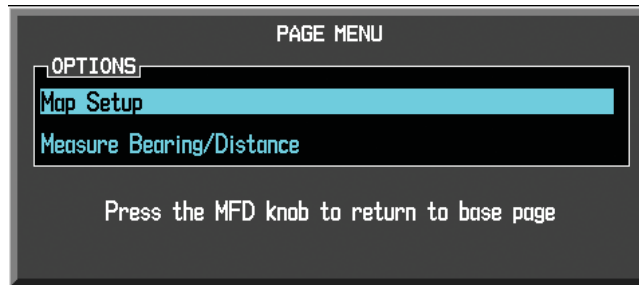 PAGE MENU
OPTIONS
Map Setup
Measure Bearing/Distance
Press the MFD knob to return to base page